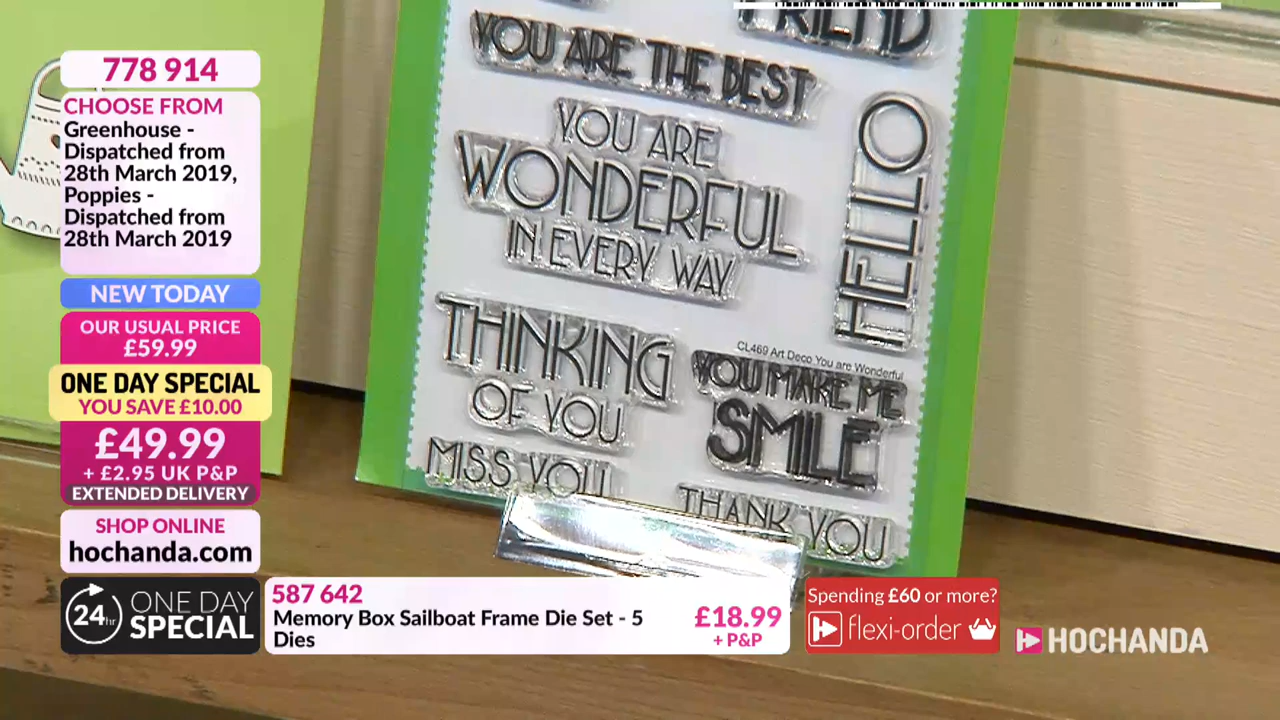 778 914
CHOOSE FROM
Greenhouse -
Dispatched from
28th March 2019,
Poppies -
Dispatched from
28th March 2019
NEW TODAY
OUR USUAL PRICE
£59.99
ONE DAY SPECIAL
YOU SAVE £10.00
£49.99
+ £2.95 UK P&P
EXTENDED DELIVERY
SHOP ONLINE
hochanda.com
24hr
ONE DAY
SPECIAL
587 642
Memory Box Sailboat Frame Die Set - 5
Dies
£18.99
+ P&P
Spending £60 or more?
flexi-order
HOCHANDA
FRIEND
YOU ARE THE BEST
YOU ARE
WONDERFUL
IN EVERY WAY
HELLO
THINKING
OF YOU
CL469 Art Deco You are Wonderful
YOU MAKE ME
SMILE
MISS YOU
THANK YOU